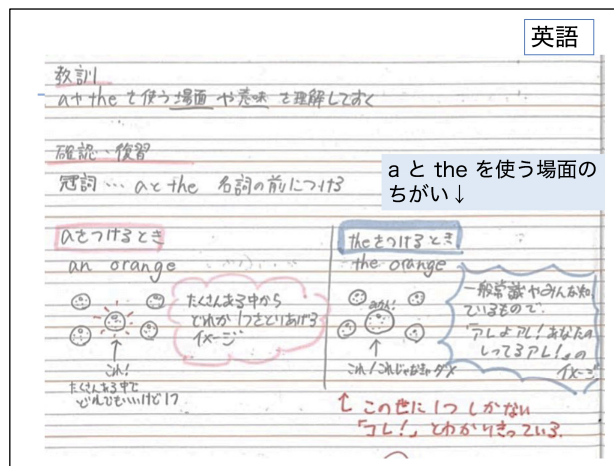 英語
教訓
aやtheを使う場面や意味を理解しておく
確認・復習
冠詞…aとthe 名詞の前につける
a と the を使う場面の
ちがい↓
aをつけるとき
an orange
たくさんある中から
どれか1つをとりあげる
イメージ
これ!
たくさんある中で
どれでもいいけど1つ
theをつけるとき
the orange
みかん!
これ!これじゃなきゃダメ
一般常識やみんな知
ているもので、
「アレよアレ!あなたの
しってるアレ!」の
イメージ
↑ この世に1つしかない
「コレ!」とわかりきっている。